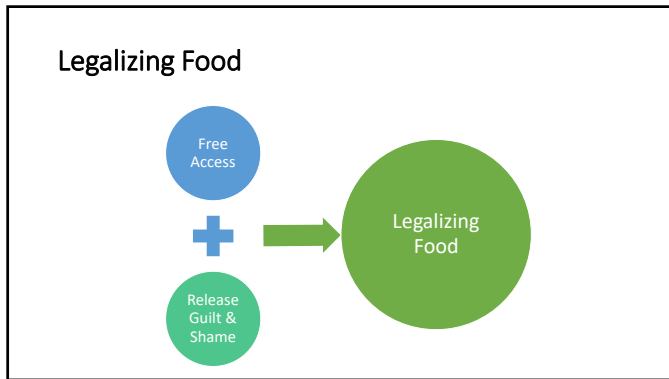 Legalizing Food
Free
Access
Release
Guilt &
Shame
Legalizing
Food